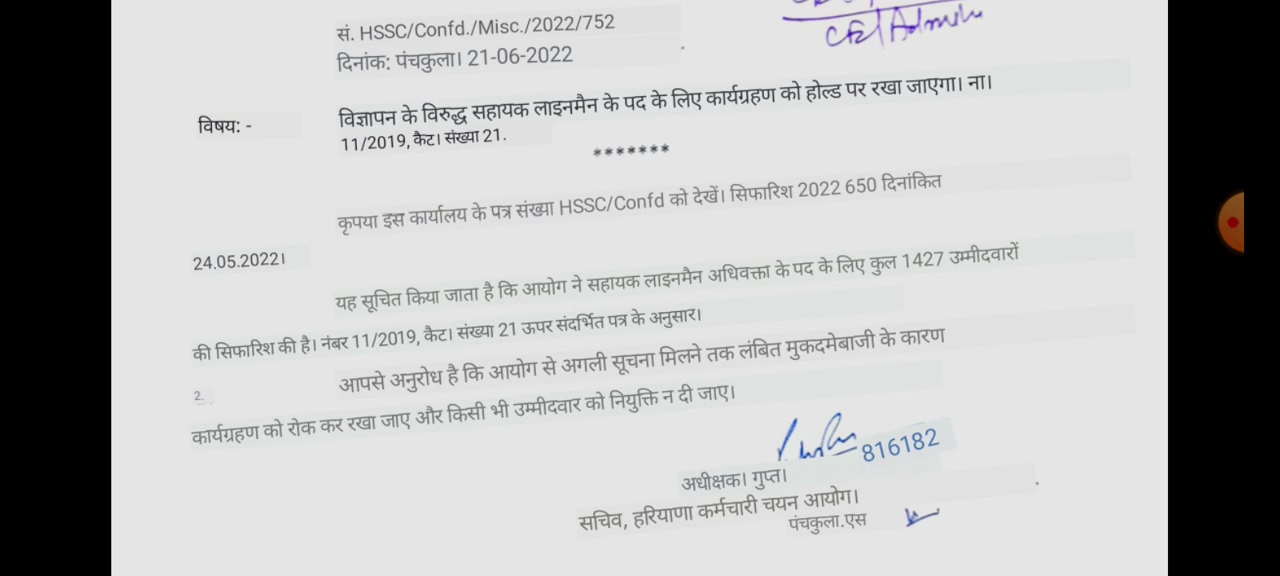 सं. HSSC/Confd./Misc./2022/752
दिनांक: पंचकुला। 21-06-2022
विषय: - विज्ञापन के विरुद्ध सहायक लाइनमैन के पद के लिए कार्यग्रहण को होल्ड पर रखा जाएगा। ना।
11/2019, कैट। संख्या 21.
*******
कृपया इस कार्यालय के पत्र संख्या HSSC/Confd को देखें। सिफारिश 2022 650 दिनांकित
24.05.2022।
यह सूचित किया जाता है कि आयोग ने सहायक लाइनमैन अधिवक्ता के पद के लिए कुल 1427 उम्मीदवारों
की सिफारिश की है। नंबर 11/2019, कैट। संख्या 21 ऊपर संदर्भित पत्र के अनुसार।
2. आपसे अनुरोध है कि आयोग से अगली सूचना मिलने तक लंबित मुकदमेबाजी के कारण
कार्यग्रहण को रोक कर रखा जाए और किसी भी उम्मीदवार को नियुक्ति न दी जाए।
816182
अधीक्षक। गुप्त।
सचिव, हरियाणा कर्मचारी चयन आयोग।
पंचकुला.एस